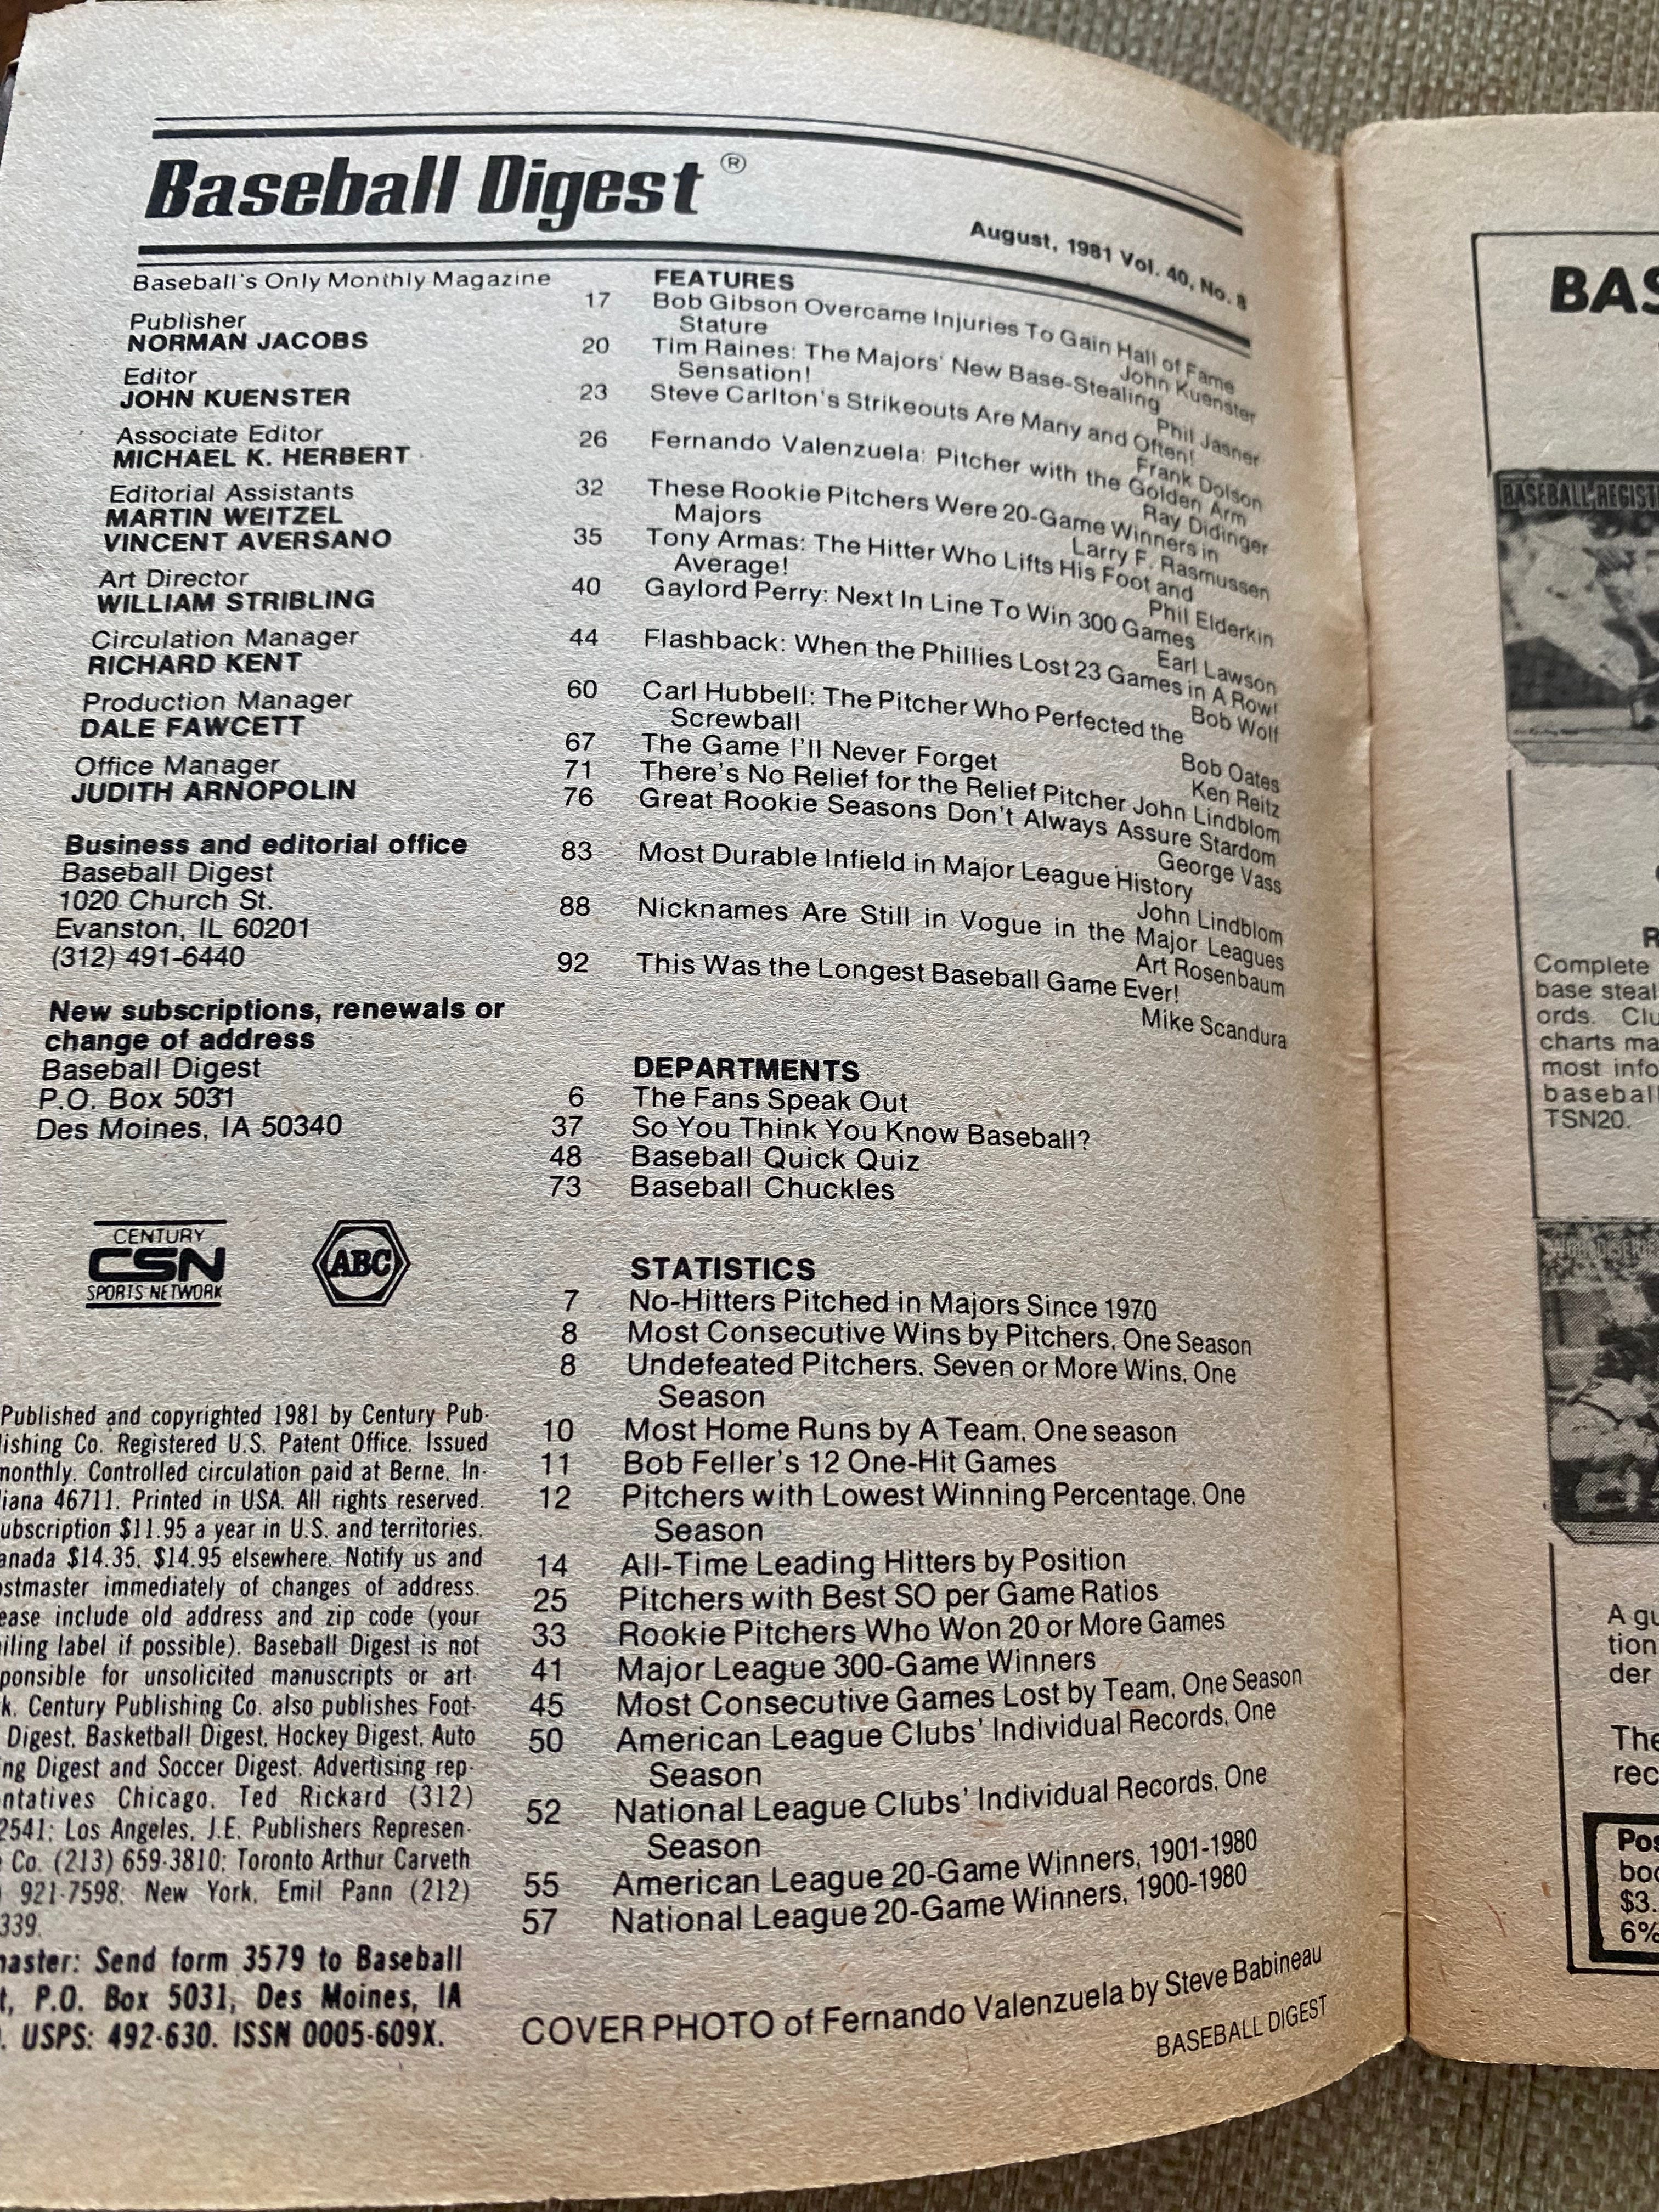 Baseball Digest ®
August, 1981 Vol. 40, No. 8
Baseball's Only Monthly Magazine
Publisher
NORMAN JACOBS
Editor
JOHN KUENSTER
Associate Editor
MICHAEL K. HERBERT
Editorial Assistants
MARTIN WEITZEL
VINCENT AVERSANO
Art Director
WILLIAM STRIBLING
Circulation Manager
RICHARD KENT
Production Manager
DALE FAWCETT
Office Manager
JUDITH ARNOPOLIN
Business and editorial office
Baseball Digest
1020 Church St.
Evanston, IL 60201
(312) 491-6440
New subscriptions, renewals or
change of address
Baseball Digest
P.O. Box 5031
Des Moines, IA 50340
CENTURY
CSN
SPORTS NETWORK
ABC
Published and copyrighted 1981 by Century Pub-
lishing Co. Registered U.S. Patent Office. Issued
monthly. Controlled circulation paid at Berne, In-
diana 46711. Printed in USA. All rights reserved.
ubscription $11.95 a year in U.S. and territories.
anada $14.35, $14.95 elsewhere. Notify us and
ostmaster immediately of changes of address.
ease include old address and zip code (your
ailing label if possible). Baseball Digest is not
ponsible for unsolicited manuscripts or art-
k. Century Publishing Co. also publishes Foot-
Digest, Basketball Digest, Hockey Digest, Auto
ng Digest and Soccer Digest. Advertising rep-
ntatives Chicago, Ted Rickard (312)
2541; Los Angeles, J.E. Publishers Represen-
Co. (213) 659-3810; Toronto Arthur Carveth
921-7598; New York, Emil Pann (212)
339.
master: Send form 3579 to Baseball
t, P.O. Box 5031, Des Moines, IA
. USPS: 492-630. ISSN 0005-609X.
FEATURES
17 Bob Gibson Overcame Injuries To Gain Hall of Fame
Stature John Kuenster
20 Tim Raines: The Majors' New Base-Stealing
Sensation! Phil Jasner
23 Steve Carlton's Strikeouts Are Many and Often!
Frank Dolson
26 Fernando Valenzuela: Pitcher with the Golden Arm
Ray Didinger
32 These Rookie Pitchers Were 20-Game Winners in
Majors Larry F. Rasmussen
35 Tony Armas: The Hitter Who Lifts His Foot and
Average! Phil Elderkin
40 Gaylord Perry: Next In Line To Win 300 Games
Earl Lawson
44 Flashback: When the Phillies Lost 23 Games in A Row!
Bob Wolf
60 Carl Hubbell: The Pitcher Who Perfected the
Screwball Bob Oates
67 The Game I'll Never Forget Ken Reitz
71 There's No Relief for the Relief Pitcher John Lindblom
76 Great Rookie Seasons Don't Always Assure Stardom
George Vass
83 Most Durable Infield in Major League History
John Lindblom
88 Nicknames Are Still in Vogue in the Major Leagues
Art Rosenbaum
92 This Was the Longest Baseball Game Ever!
Mike Scandura
DEPARTMENTS
6 The Fans Speak Out
37 So You Think You Know Baseball?
48 Baseball Quick Quiz
73 Baseball Chuckles
STATISTICS
7 No-Hitters Pitched in Majors Since 1970
8 Most Consecutive Wins by Pitchers, One Season
8 Undefeated Pitchers, Seven or More Wins, One
Season
10 Most Home Runs by A Team, One season
11 Bob Feller's 12 One-Hit Games
12 Pitchers with Lowest Winning Percentage, One
Season
14 All-Time Leading Hitters by Position
25 Pitchers with Best SO per Game Ratios
33 Rookie Pitchers Who Won 20 or More Games
41 Major League 300-Game Winners
45 Most Consecutive Games Lost by Team, One Season
50 American League Clubs' Individual Records, One
Season
52 National League Clubs' Individual Records, One
Season
55 American League 20-Game Winners, 1901-1980
57 National League 20-Game Winners, 1900-1980
COVER PHOTO of Fernando Valenzuela by Steve Babineau
BASEBALL DIGEST
BAS
BASEBALL REGIST
R
Complete
base steal
ords. Clu
charts ma
most info
baseball
TSN20.
A gu
tion
der
The
rec
Pos
boo
$3.
6%